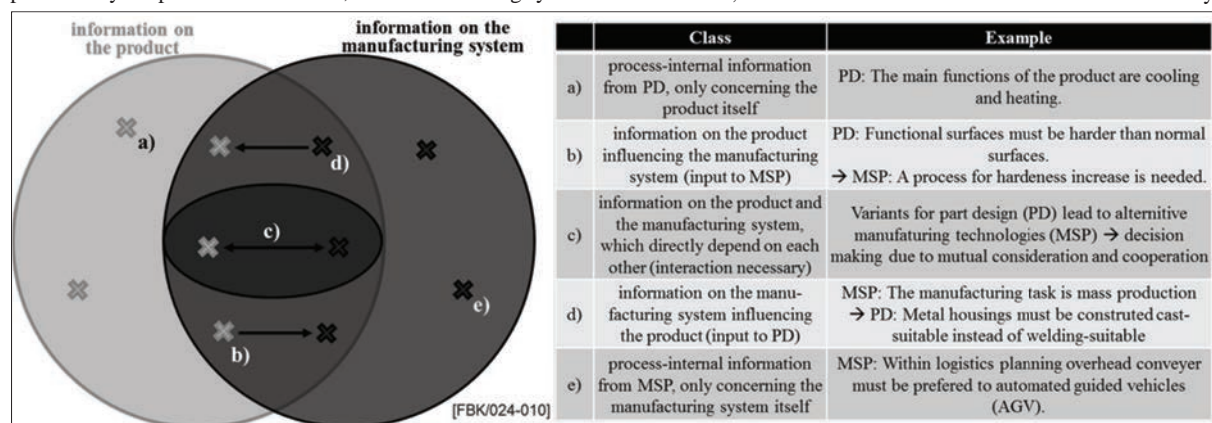 information on
the product
information on the
manufacturing system
a)
d)
c)
e)
b)
[FBK/024-010]
Class
Example
a)
process-internal information
from PD, only concerning the
product itself
PD: The main functions of the product are cooling
and heating.
b)
information on the product
influencing the manufacturing
system (input to MSP)
PD: Functional surfaces must be harder than normal
surfaces.
→ MSP: A process for hardeness increase is needed.
c)
information on the product and
the manufacturing system,
which directly depend on each
other (interaction necessary)
Variants for part design (PD) lead to alternitive
manufaturing technologies (MSP) → decision
making due to mutual consideration and cooperation
d)
information on the manu-
facturing system influencing
the product (input to PD)
MSP: The manufacturing task is mass production
→ PD: Metal housings must be construted cast-
suitable instead of welding-suitable
e)
process-internal information
from MSP, only concerning the
manufacturing system itself
MSP: Within logistics planning overhead conveyer
must be prefered to automated guided vehicles
(AGV).